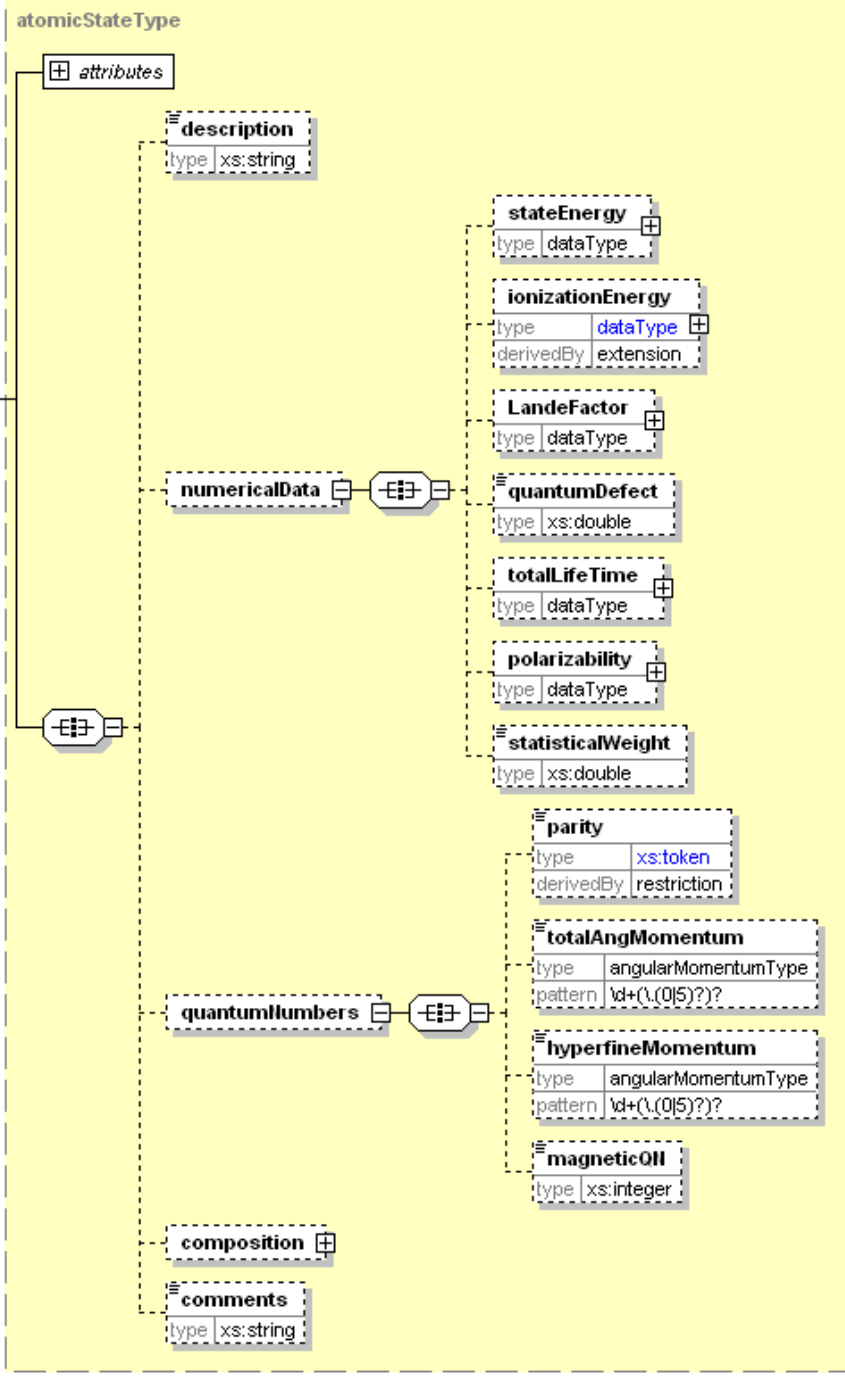 atomicStateType
attributes
description
type xs:string
stateEnergy
type dataType
ionizationEnergy
type dataType
derivedBy extension
LandeFactor
type dataType
numericalData
quantumDefect
type xs:double
totalLifeTime
type dataType
polarizability
type dataType
statisticalWeight
type xs:double
parity
type xs:token
derivedBy restriction
totalAngMomentum
type angularMomentumType
pattern \d+(\.(0|5)?)?
quantumNumbers
hyperfineMomentum
type angularMomentumType
pattern \d+(\.(0|5)?)?
magneticQN
type xs:integer
composition
comments
type xs:string